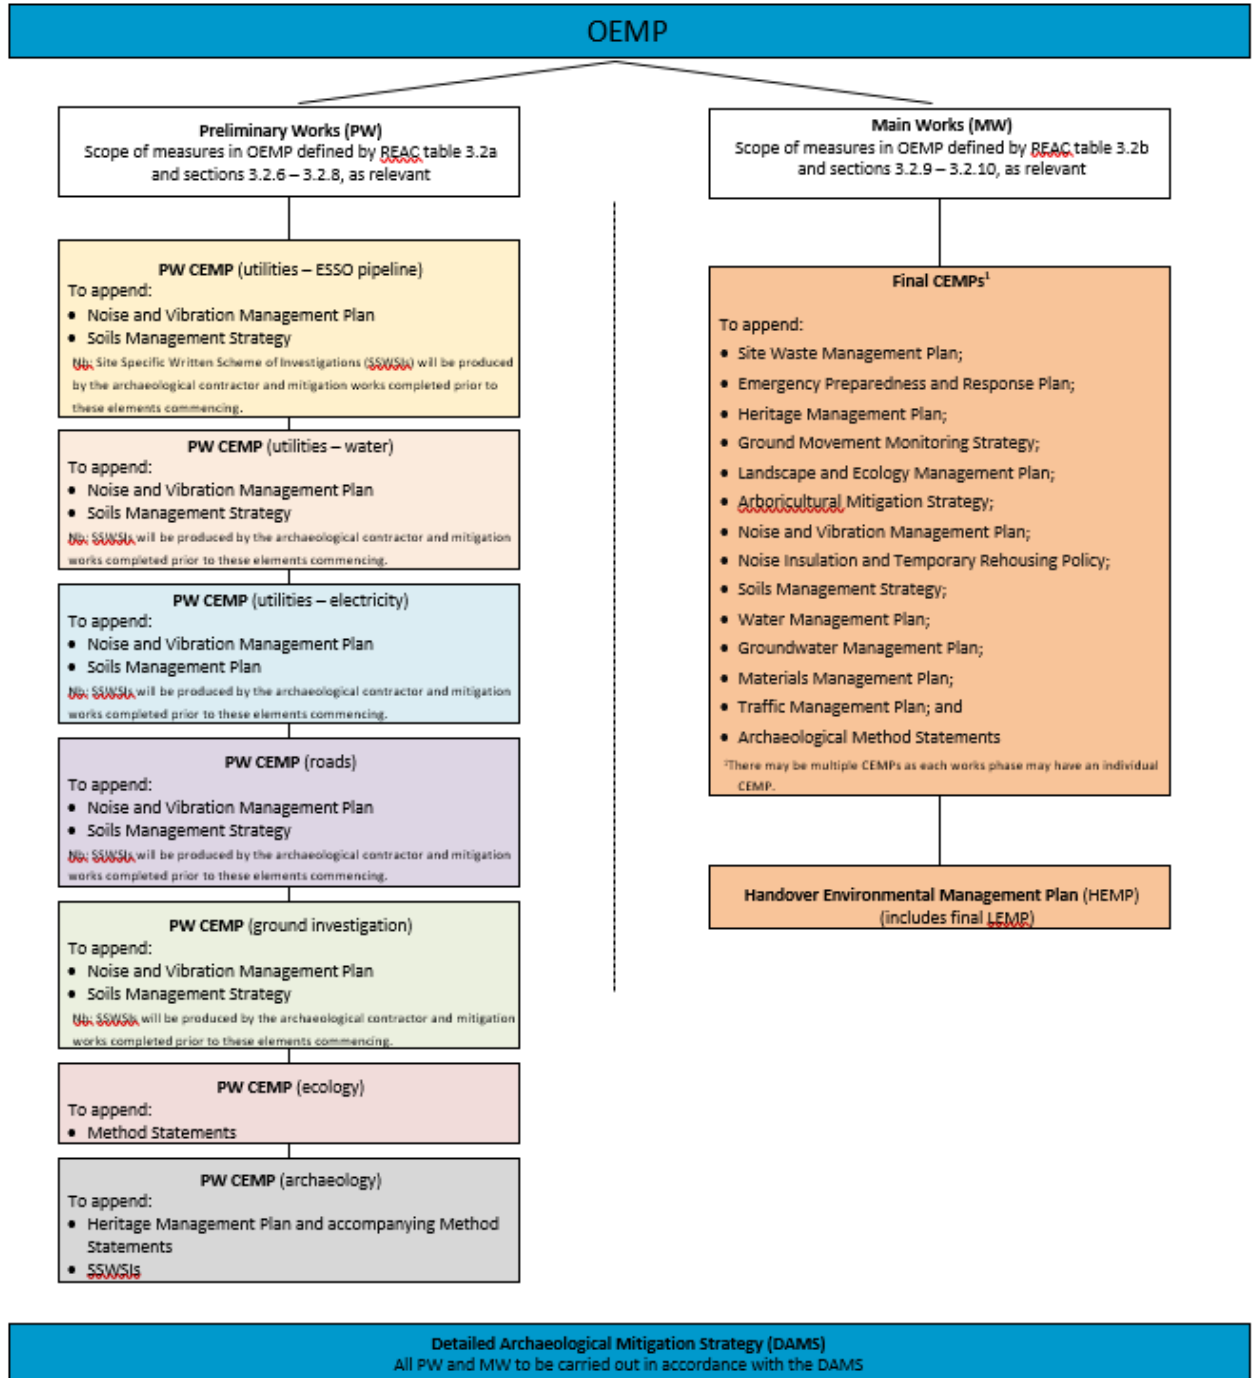 OEMP
Preliminary Works (PW)
Scope of measures in OEMP defined by REAC table 3.2a
and sections 3.2.6 – 3.2.8, as relevant
PW CEMP (utilities – ESSO pipeline)
To append:
• Noise and Vibration Management Plan
• Soils Management Strategy
Nb: Site Specific Written Scheme of Investigations (SSWSIs) will be produced
by the archaeological contractor and mitigation works completed prior to
these elements commencing.
PW CEMP (utilities – water)
To append:
• Noise and Vibration Management Plan
• Soils Management Strategy
Nb: SSWSIs will be produced by the archaeological contractor and mitigation
works completed prior to these elements commencing.
PW CEMP (utilities – electricity)
To append:
• Noise and Vibration Management Plan
• Soils Management Plan
Nb: SSWSIs will be produced by the archaeological contractor and mitigation
works completed prior to these elements commencing.
PW CEMP (roads)
To append:
• Noise and Vibration Management Plan
• Soils Management Strategy
Nb: SSWSIs will be produced by the archaeological contractor and mitigation
works completed prior to these elements commencing.
PW CEMP (ground investigation)
To append:
• Noise and Vibration Management Plan
• Soils Management Strategy
Nb: SSWSIs will be produced by the archaeological contractor and mitigation
works completed prior to these elements commencing.
PW CEMP (ecology)
To append:
• Method Statements
PW CEMP (archaeology)
To append:
• Heritage Management Plan and accompanying Method
Statements
• SSWSIs
Main Works (MW)
Scope of measures in OEMP defined by REAC table 3.2b
and sections 3.2.9 – 3.2.10, as relevant
Final CEMPs¹
To append:
• Site Waste Management Plan;
• Emergency Preparedness and Response Plan;
• Heritage Management Plan;
• Ground Movement Monitoring Strategy;
• Landscape and Ecology Management Plan;
• Arboricultural Mitigation Strategy;
• Noise and Vibration Management Plan;
• Noise Insulation and Temporary Rehousing Policy;
• Soils Management Strategy;
• Water Management Plan;
• Groundwater Management Plan;
• Materials Management Plan;
• Traffic Management Plan; and
• Archaeological Method Statements
¹There may be multiple CEMPs as each works phase may have an individual
CEMP.
Handover Environmental Management Plan (HEMP)
(includes final LEMP)
Detailed Archaeological Mitigation Strategy (DAMS)
All PW and MW to be carried out in accordance with the DAMS